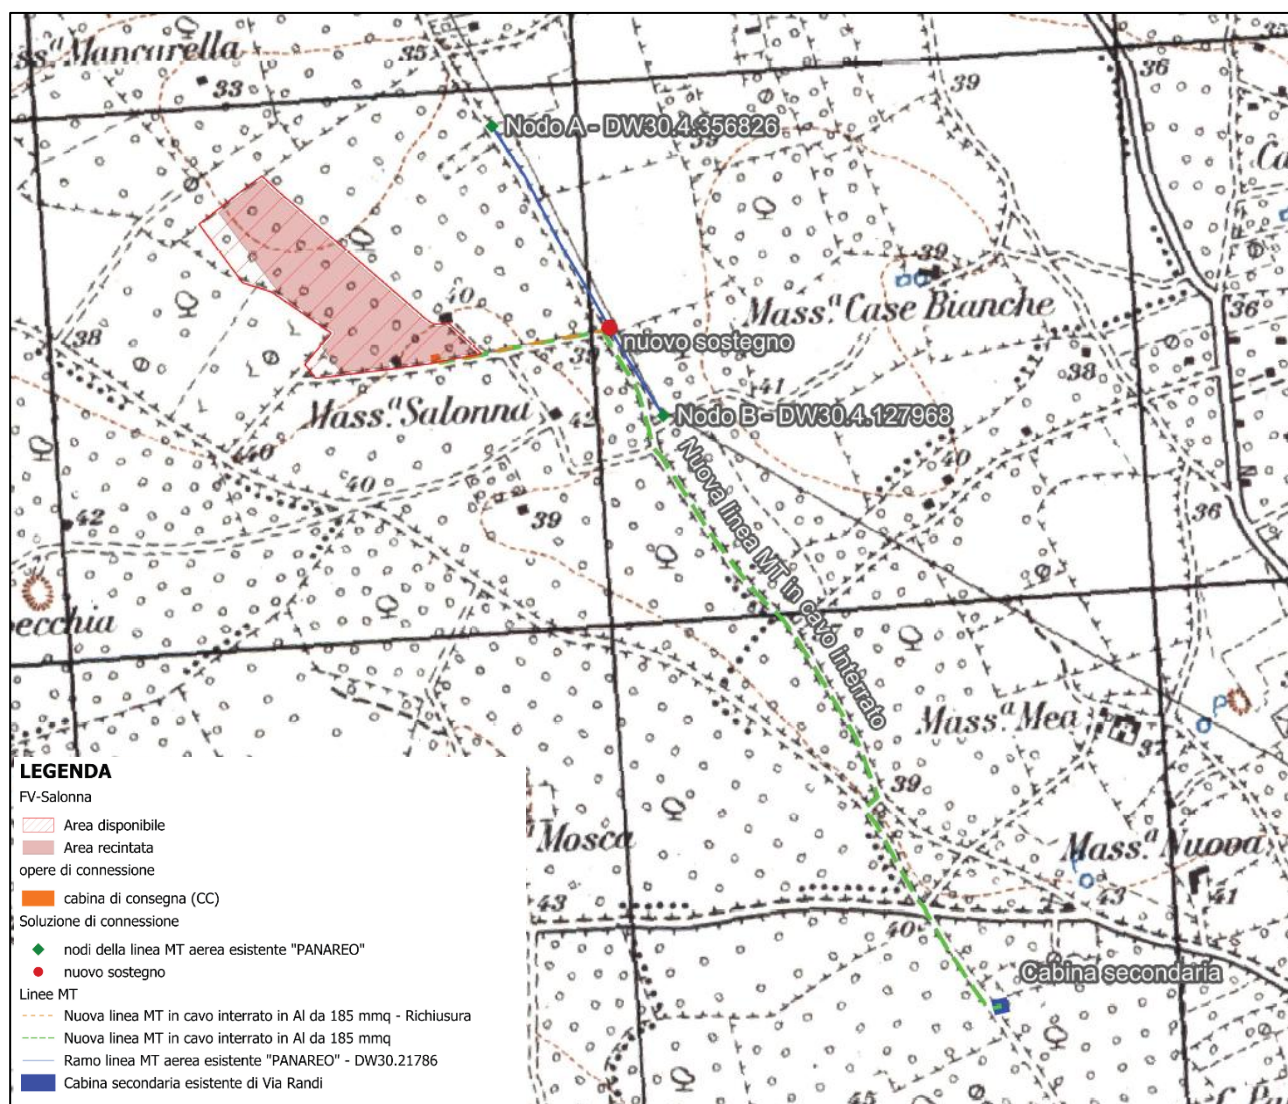 ss.ª Mancarella
35
33
36
35
39
Nodo A - DW30.4.356826
39
Ca
39
40
Mass.ª Case Bianche
36
38
39
nuovo sostegno
38
41
Mass.ª Salonna
42
Nodo B - DW30.4.127968
40
40
40
42
39
36
Nuova linea MT in cavo interrato
ecchia
P
Mass.ª Mea
37
LEGENDA
FV-Salonna
39
Area disponibile
Mosca
Mass.ª Nuova
Area recintata
opere di connessione
cabina di consegna (CC)
43
43
41
Soluzione di connessione
40
nodi della linea MT aerea esistente "PANAREO"
nuovo sostegno
Cabina secondaria
Linee MT
Nuova linea MT in cavo interrato in Al da 185 mmq - Richiusura
Nuova linea MT in cavo interrato in Al da 185 mmq
Ramo linea MT aerea esistente "PANAREO" - DW30.21786
Cabina secondaria esistente di Via Randi
45